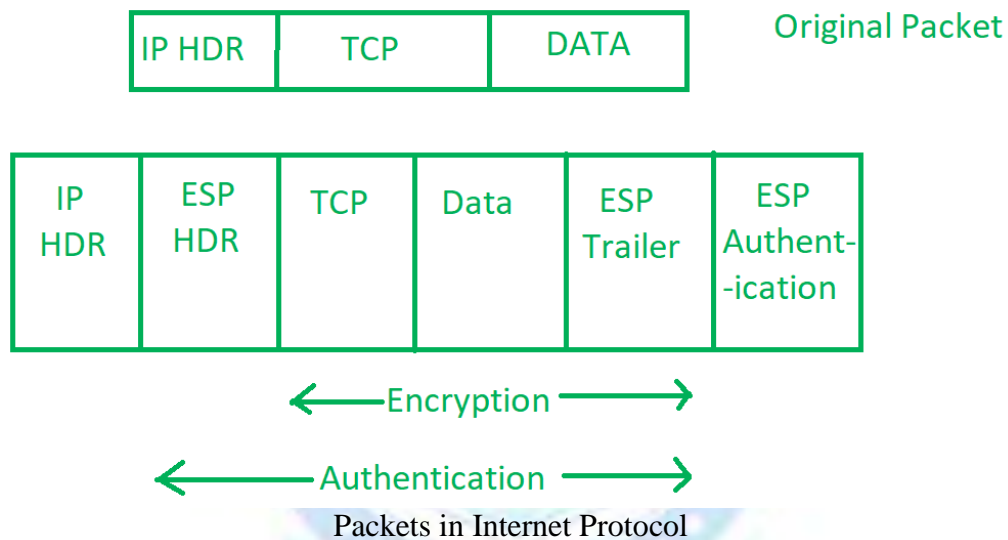 IP HDR TCP DATA Original Packet
IP
HDR
ESP
HDR
TCP
Data
ESP
Trailer
ESP
Authent-
-ication
Encryption
Authentication
Packets in Internet Protocol